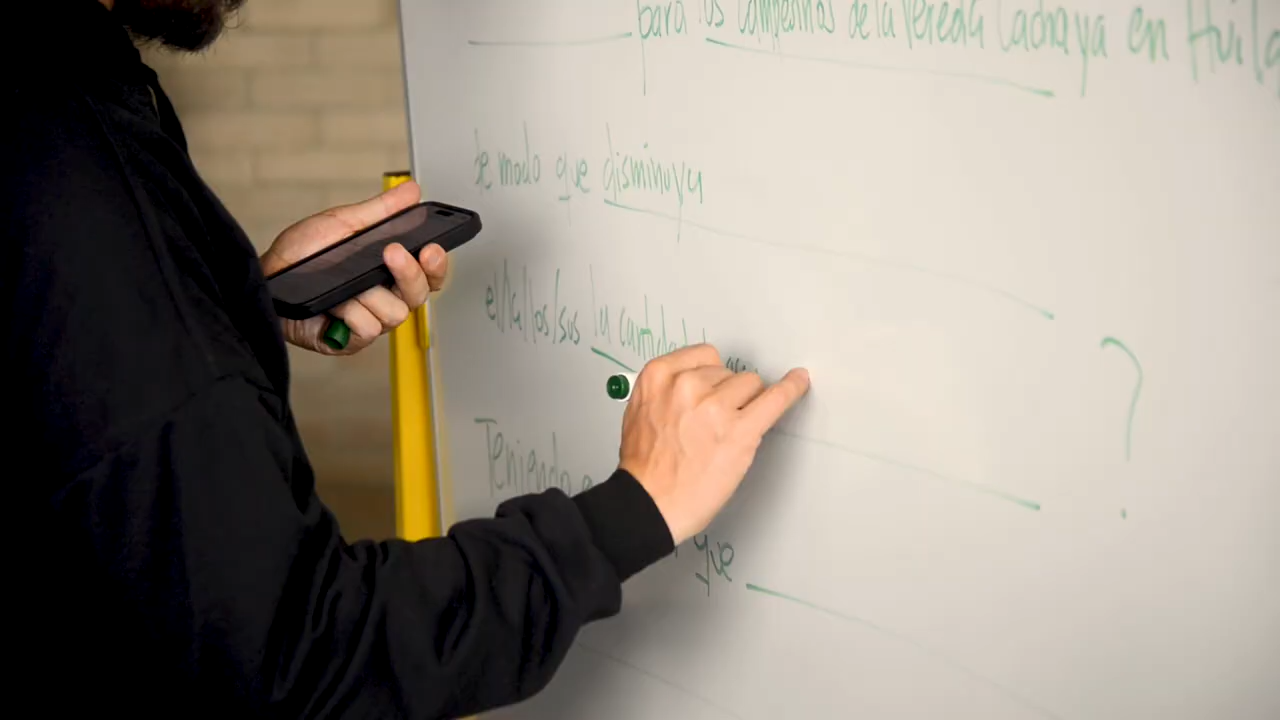 para los campesinos de la Vereda Cachaya en Huila
de modo que disminuya
el/la/los/sus la cantidad ?
Teniendo
que